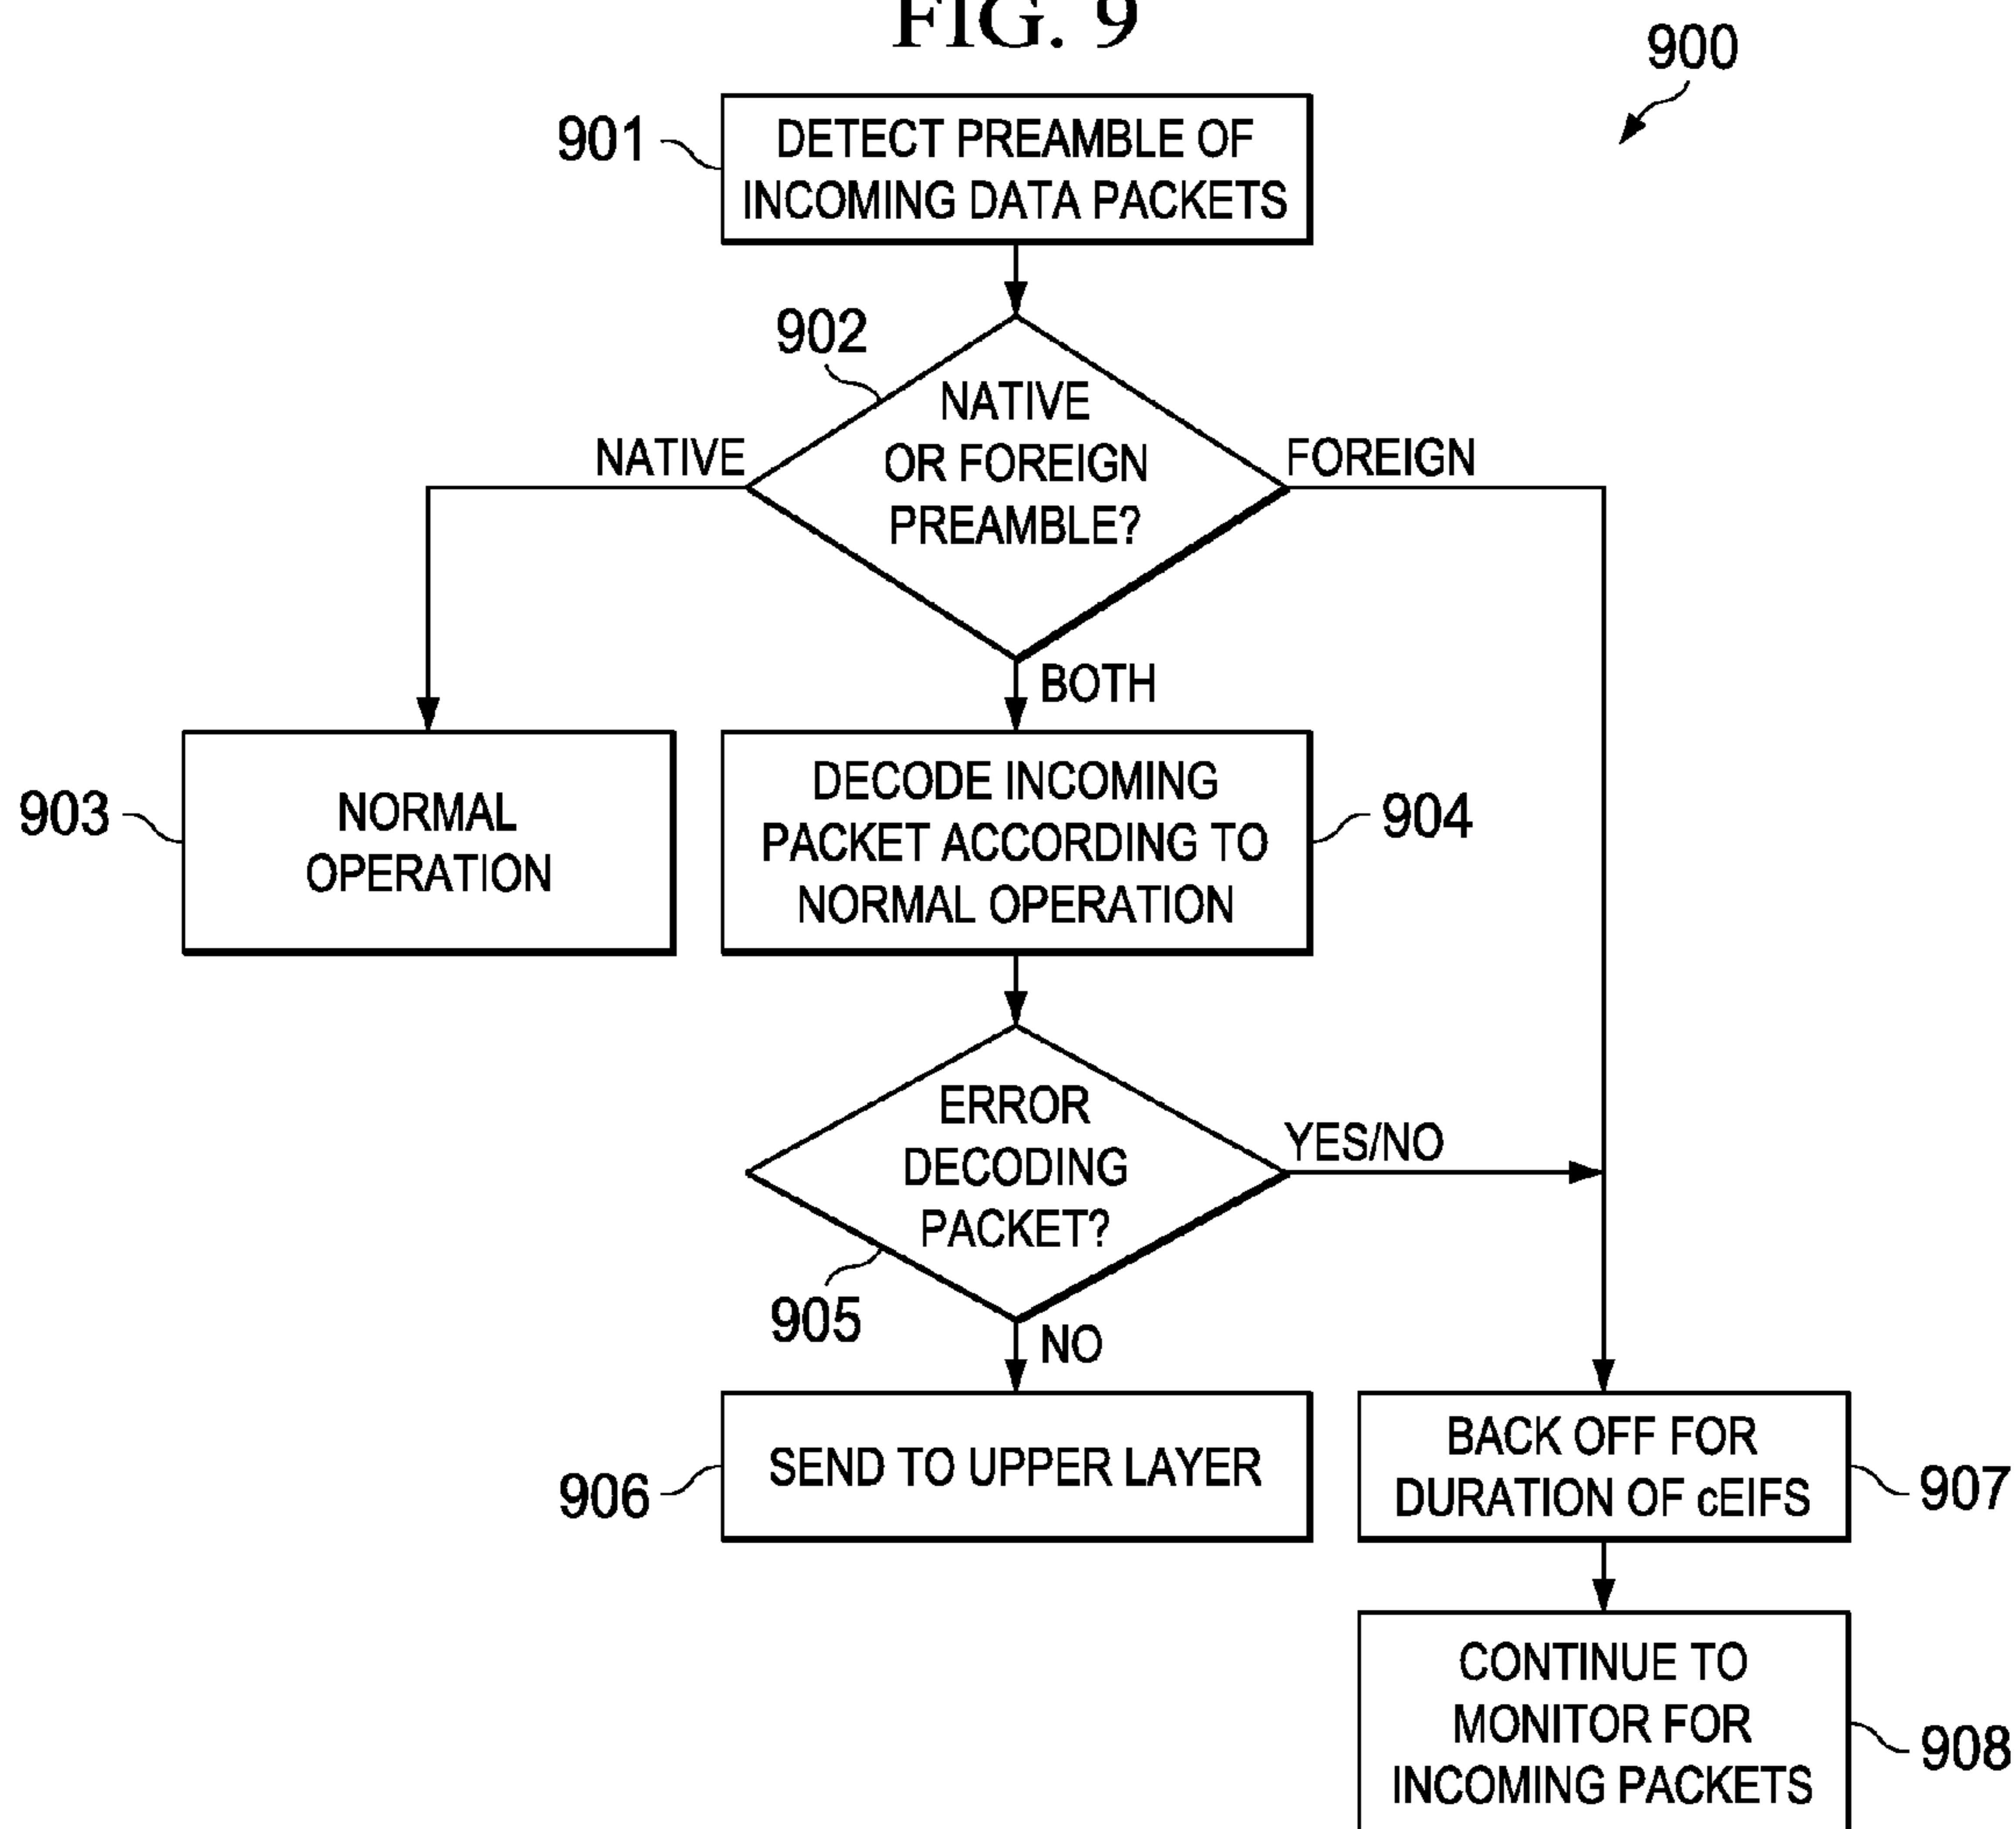 FIG. 9
900
901
DETECT PREAMBLE OF
INCOMING DATA PACKETS
902
NATIVE
OR FOREIGN
PREAMBLE?
NATIVE
FOREIGN
BOTH
903
NORMAL
OPERATION
DECODE INCOMING
PACKET ACCORDING TO
NORMAL OPERATION
904
ERROR
DECODING
PACKET?
YES/NO
905
NO
906
SEND TO UPPER LAYER
BACK OFF FOR
DURATION OF cEIFS
907
CONTINUE TO
MONITOR FOR
INCOMING PACKETS
908